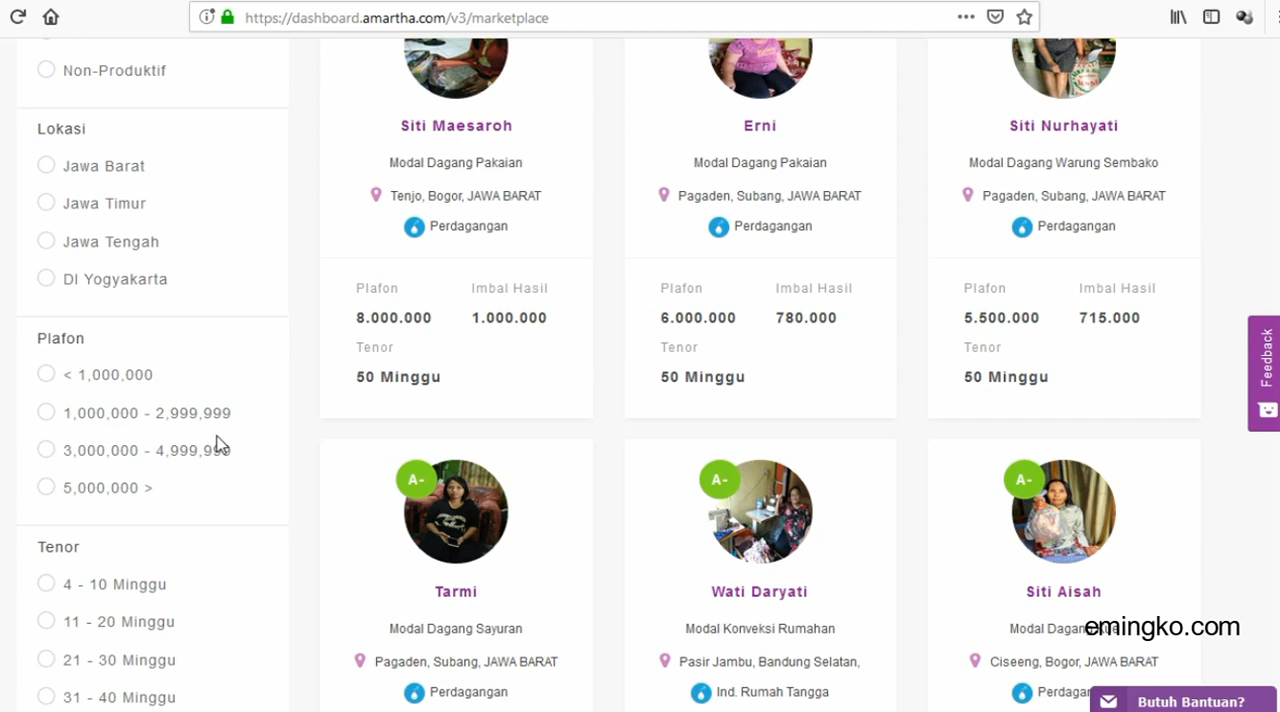 https://dashboard.amartha.com/v3/marketplace
Non-Produktif
Lokasi
Jawa Barat
Jawa Timur
Jawa Tengah
DI Yogyakarta
Plafon
< 1,000,000
1,000,000 - 2,999,999
3,000,000 - 4,999,999
5,000,000 >
Tenor
4 - 10 Minggu
11 - 20 Minggu
21 - 30 Minggu
31 - 40 Minggu
Siti Maesaroh
Modal Dagang Pakaian
Tenjo, Bogor, JAWA BARAT
Perdagangan
Plafon Imbal Hasil
8.000.000 1.000.000
Tenor
50 Minggu
Erni
Modal Dagang Pakaian
Pagaden, Subang, JAWA BARAT
Perdagangan
Plafon Imbal Hasil
6.000.000 780.000
Tenor
50 Minggu
Siti Nurhayati
Modal Dagang Warung Sembako
Pagaden, Subang, JAWA BARAT
Perdagangan
Plafon Imbal Hasil
5.500.000 715.000
Tenor
50 Minggu
A-
Tarmi
Modal Dagang Sayuran
Pagaden, Subang, JAWA BARAT
Perdagangan
A-
Wati Daryati
Modal Konveksi Rumahan
Pasir Jambu, Bandung Selatan,
Ind. Rumah Tangga
A-
Siti Aisah
Modal
Ciseeng, Bogor, JAWA BARAT
Feedback
emingko.com
Butuh Bantuan?